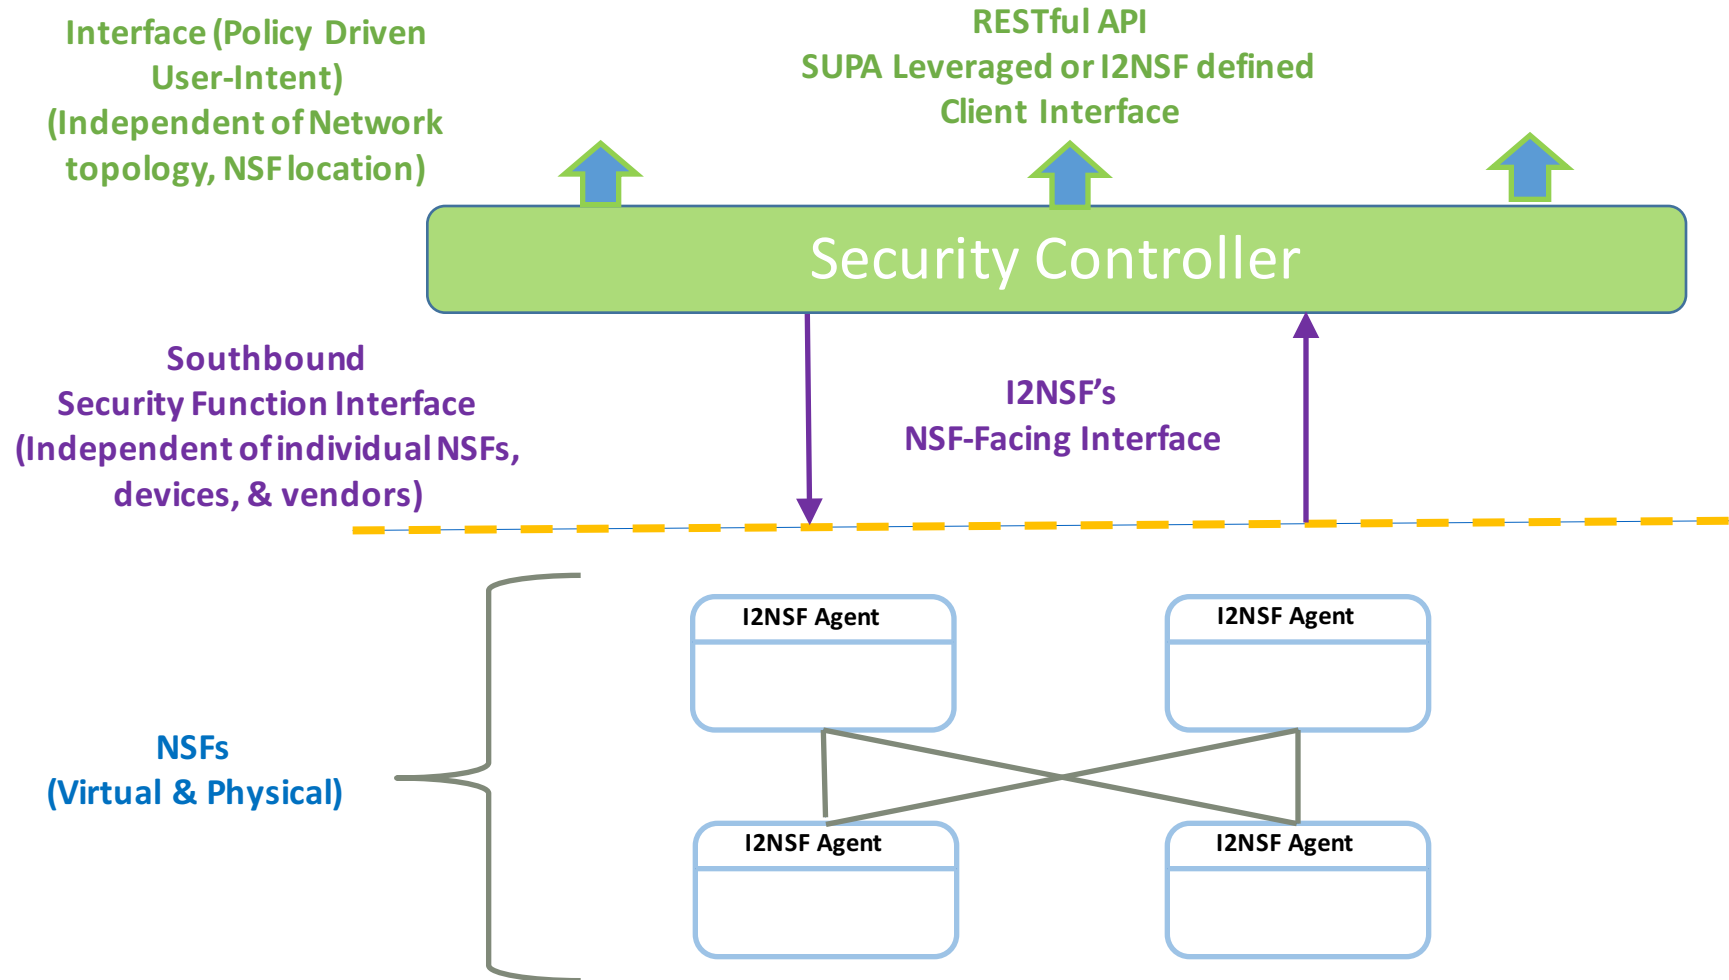 Interface (Policy Driven
User-Intent)
(Independent of Network
topology, NSF location)
RESTful API
SUPA Leveraged or I2NSF defined
Client Interface
Security Controller
Southbound
Security Function Interface
(Independent of individual NSFs,
devices, & vendors)
I2NSF’s
NSF-Facing Interface
I2NSF Agent
I2NSF Agent
NSFs
(Virtual & Physical)
I2NSF Agent
I2NSF Agent